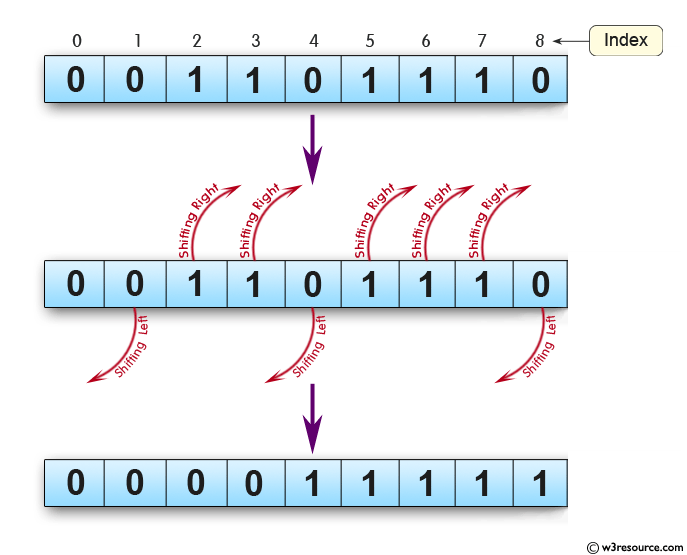 0 1 2 3 4 5 6 7 8 Index
0 0 1 1 0 1 1 1 0
Shifting Right Shifting Right Shifting Right Shifting Right Shifting Right
0 0 1 1 0 1 1 1 0
Shifting Left Shifting Left Shifting Left
0 0 0 0 1 1 1 1 1
© w3resource.com